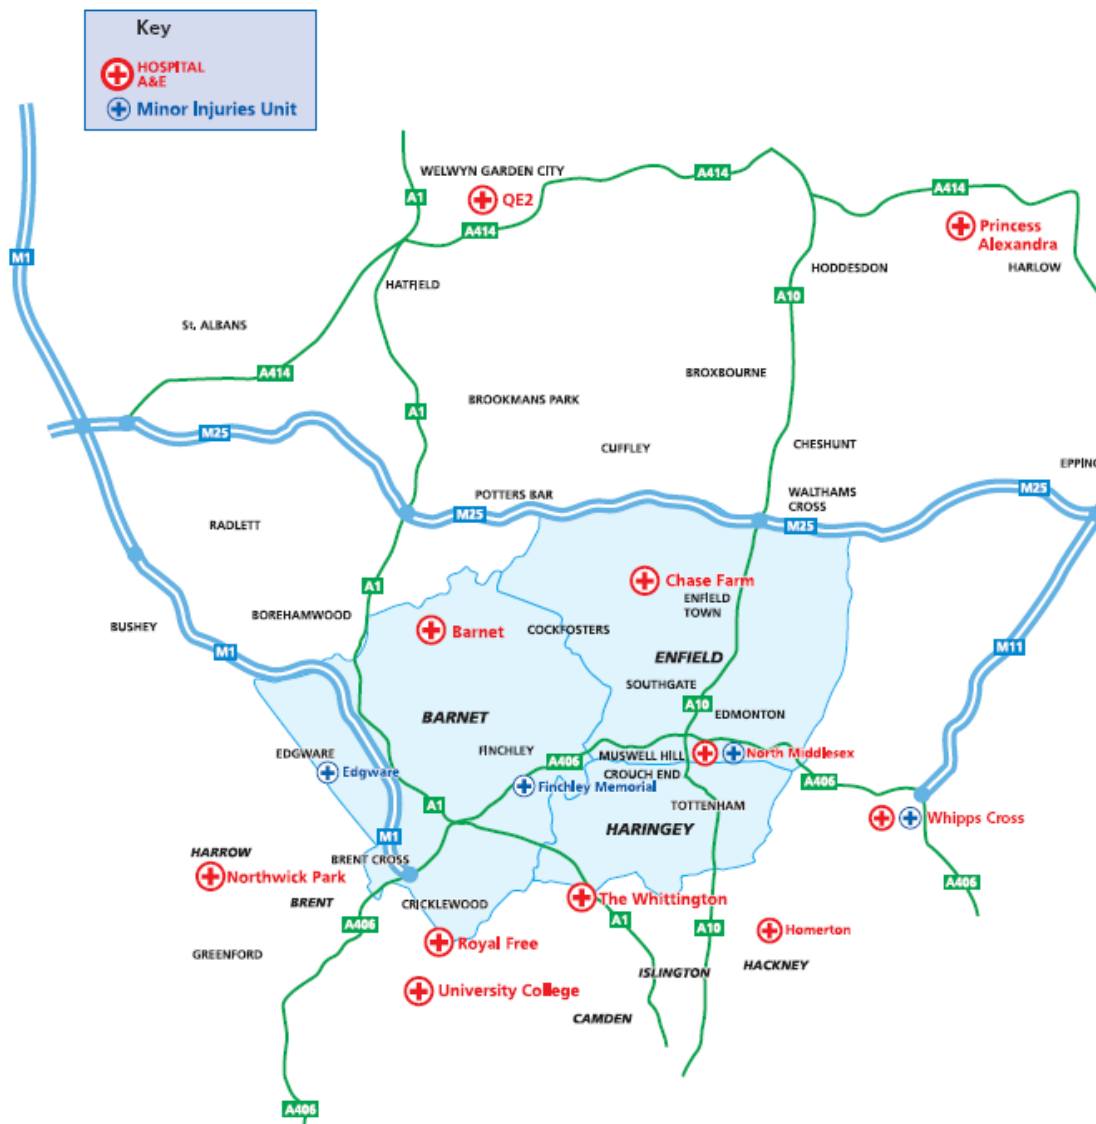 Key
HOSPITAL
A&E
Minor Injuries Unit
WELWYN GARDEN CITY
A414
A1
QE2
A414
A414
Princess
Alexandra
M1
HATFIELD
HODDESDON
HARLOW
A10
St. ALBANS
A414
BROXBOURNE
BROOKMANS PARK
A1
M25
CUFFLEY
CHESHUNT
EPPING
POTTERS BAR
WALTHAMS
CROSS
M25
M25
M25
RADLETT
Chase Farm
A1
ENFIELD
TOWN
BOREHAMWOOD
BUSHEY
Barnet
COCKFOSTERS
M1
ENFIELD
M11
SOUTHGATE
A10
EDMONTON
BARNET
EDGWARE
FINCHLEY
A406
MUSWELL HILL
North Middlesex
Edgware
CROUCH END
Finchley Memorial
A406
A1
TOTTENHAM
HARINGEY
Whipps Cross
M1
HARROW
BRENT CROSS
Northwick Park
BRENT
CRICKLEWOOD
The Whittington
A406
A406
A1
A10
Homerton
GREENFORD
Royal Free
ISLINGTON
HACKNEY
University College
CAMDEN
A406